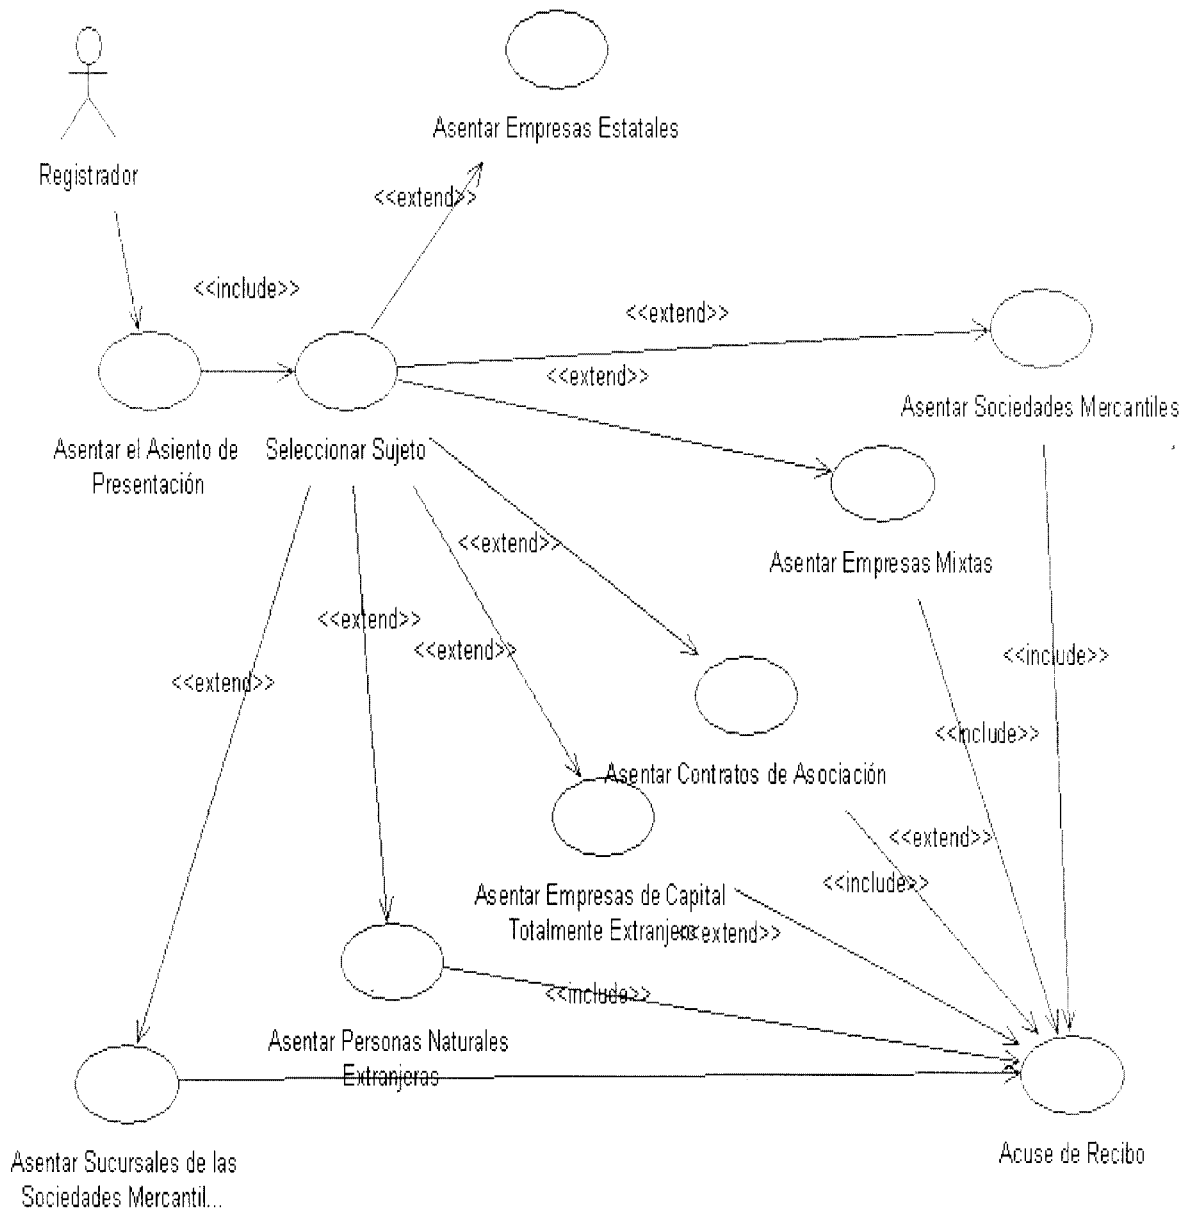 Asentar Empresas Estatales
Registrador
<<extend>>
<<include>>
<<extend>>
<<extend>>
Asentar Sociedades Mercantiles
Asentar el Asiento de
Presentación
Seleccionar Sujeto
<<extend>>
Asentar Empresas Mixtas
<<extend>>
<<extend>>
<<include>>
<<extend>>
<<include>>
Asentar Contratos de Asociación
<<extend>>
<<include>>
Asentar Empresas de Capital
Totalmente Extranjero
<<extend>>
<<include>>
Asentar Personas Naturales
Extranjeras
Acuse de Recibo
Asentar Sucursales de las
Sociedades Mercantil...